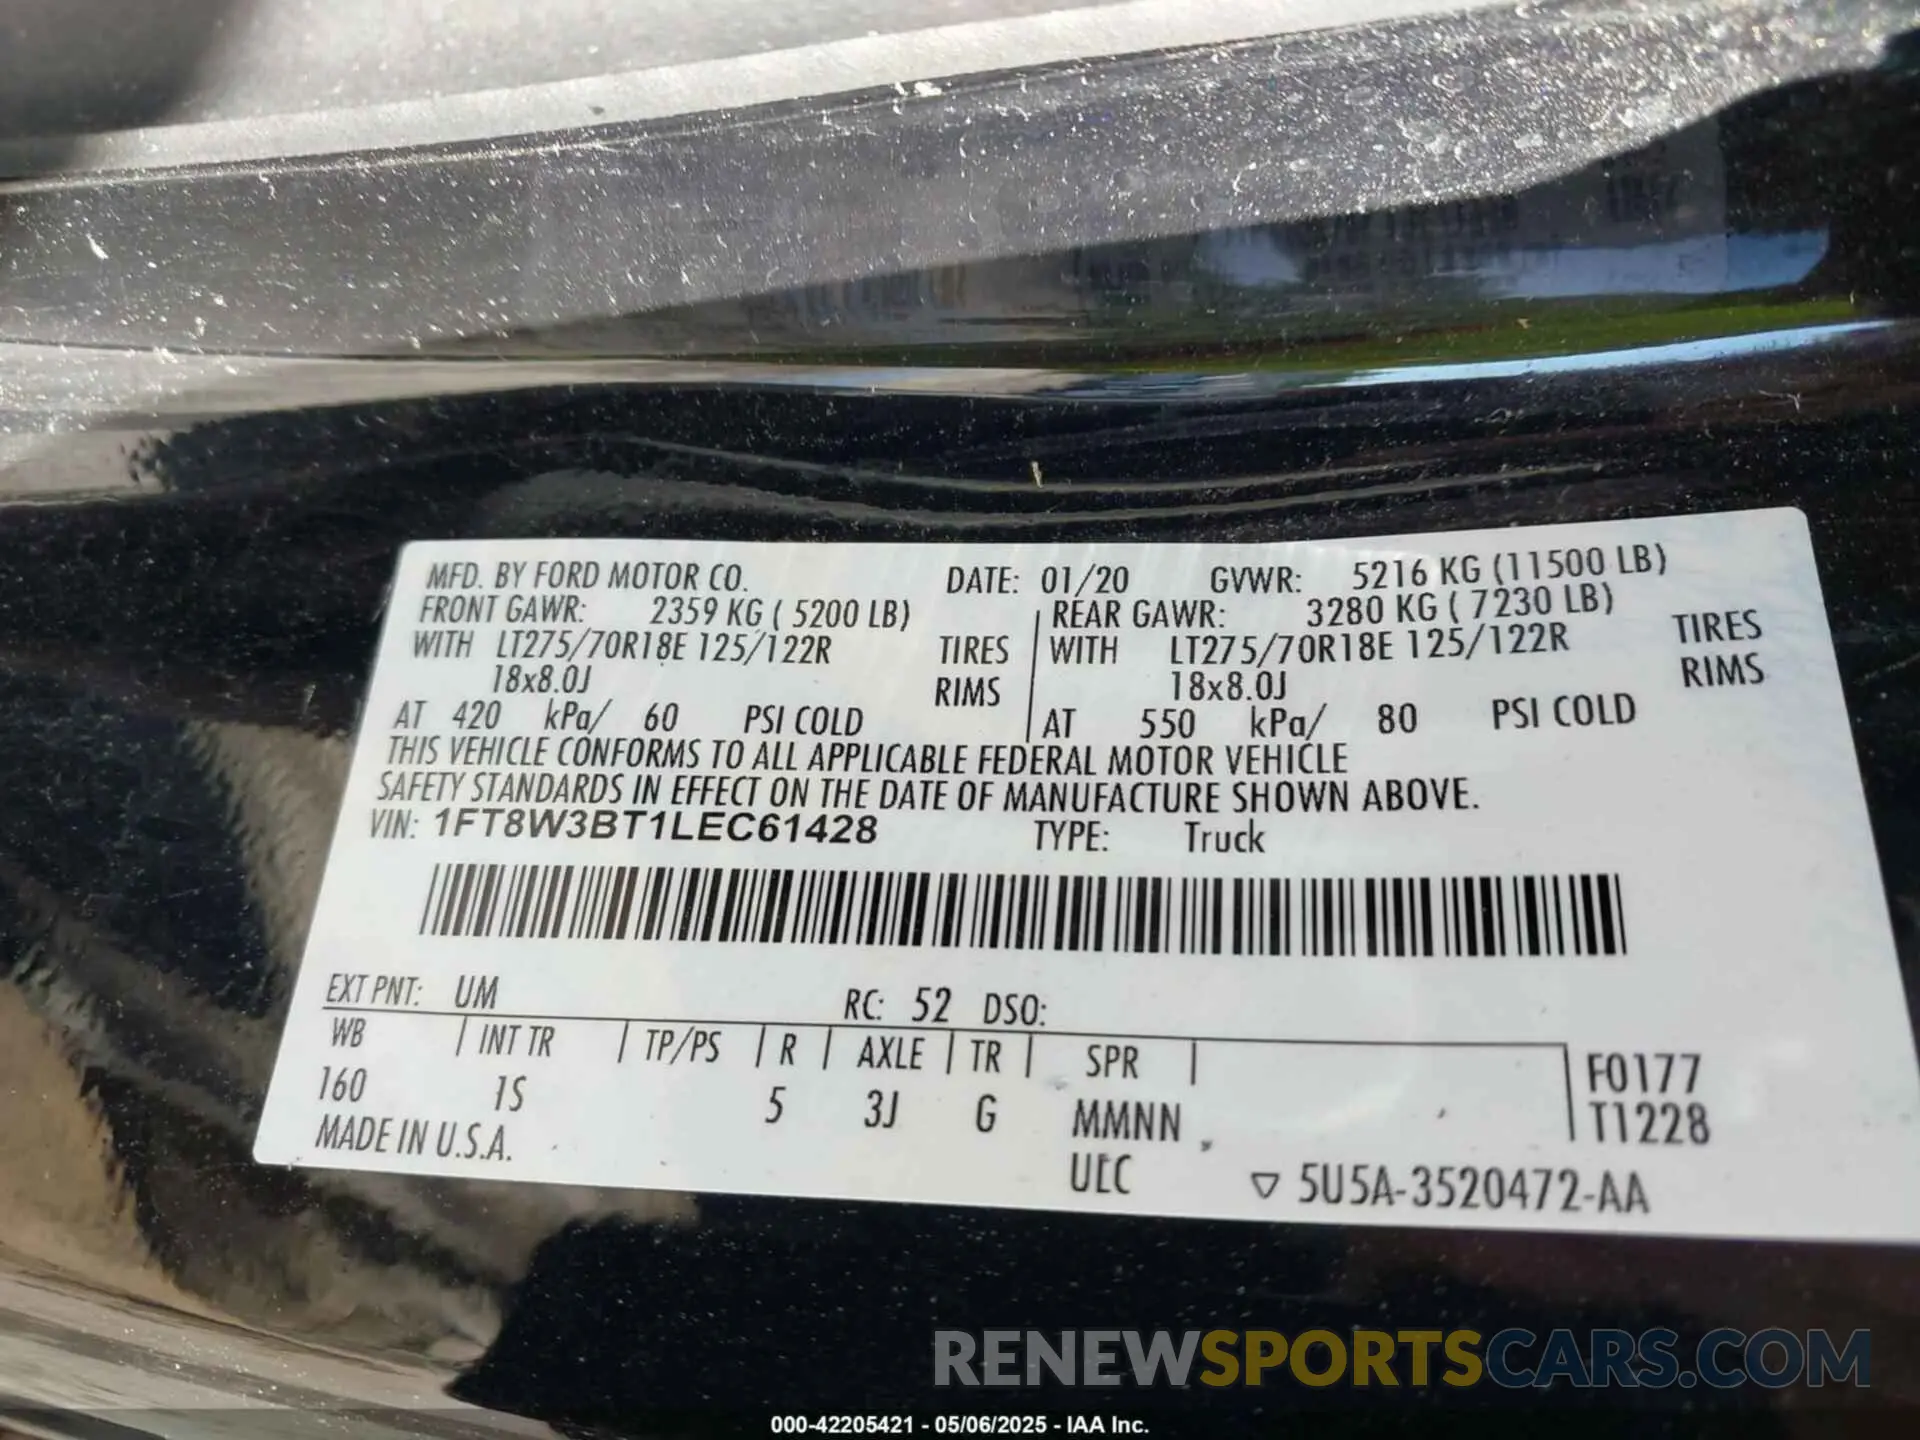 MFD. BY FORD MOTOR CO. DATE: 01/20 GVWR: 5216 KG (11500 LB)
FRONT GAWR: 2359 KG ( 5200 LB) REAR GAWR: 3280 KG ( 7230 LB)
WITH LT275/70R18E 125/122R TIRES WITH LT275/70R18E 125/122R TIRES
18x8.0J RIMS 18x8.0J RIMS
AT 420 kPa/ 60 PSI COLD AT 550 kPa/ 80 PSI COLD
THIS VEHICLE CONFORMS TO ALL APPLICABLE FEDERAL MOTOR VEHICLE
SAFETY STANDARDS IN EFFECT ON THE DATE OF MANUFACTURE SHOWN ABOVE.
VIN: 1FT8W3BT1LEC61428 TYPE: Truck
EXT PNT: UM RC: 52 DSO:
WB INT TR TP/PS R AXLE TR SPR F0177
160 1S 5 3J G MMNN T1228
MADE IN U.S.A. UEC ▽ 5U5A-3520472-AA
RENEWSPORTSCARS.COM
000-42205421 - 05/06/2025 - IAA Inc.